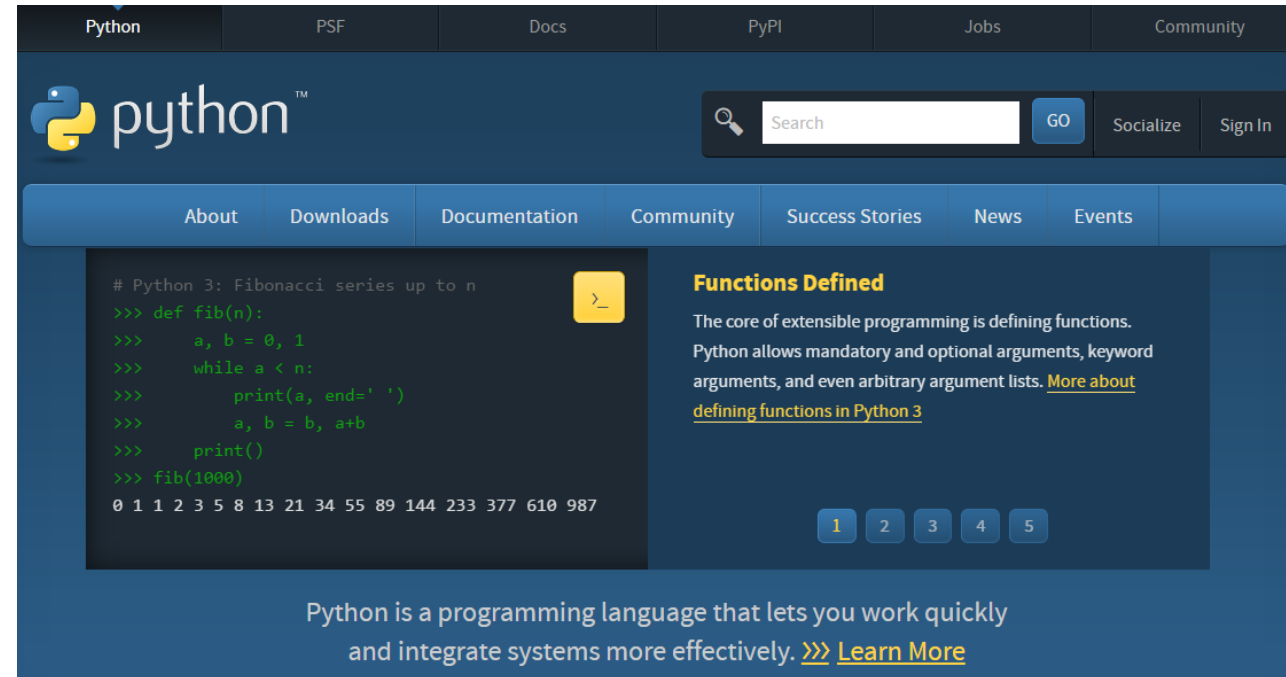 Python PSF Docs PyPI Jobs Community
python™
Search GO Socialize Sign In
About Downloads Documentation Community Success Stories News Events
# Python 3: Fibonacci series up to n
>>> def fib(n):
>>>     a, b = 0, 1
>>>     while a < n:
>>>         print(a, end=' ')
>>>         a, b = b, a+b
>>>     print()
>>> fib(1000)
0 1 1 2 3 5 8 13 21 34 55 89 144 233 377 610 987
>_
Functions Defined
The core of extensible programming is defining functions.
Python allows mandatory and optional arguments, keyword
arguments, and even arbitrary argument lists. More about
defining functions in Python 3
1 2 3 4 5
Python is a programming language that lets you work quickly
and integrate systems more effectively. >>> Learn More